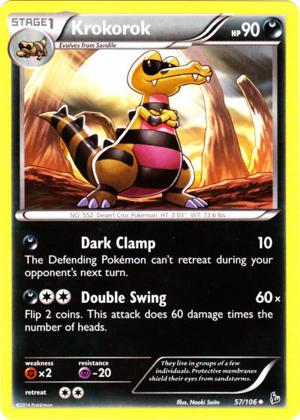 STAGE1
Krokorok
HP90
Evolves from Sandile
NO. 552 Desert Croc Pokémon HT: 3'03" WT: 73.6 lbs
Dark Clamp 10
The Defending Pokémon can't retreat during your
opponent's next turn.
Double Swing 60×
Flip 2 coins. This attack does 60 damage times the
number of heads.
weakness
×2
resistance
-20
retreat
They live in groups of a few
individuals. Protective membranes
shield their eyes from sandstorms.
©2014 Pokémon
Illus. Naoki Saito
57/106